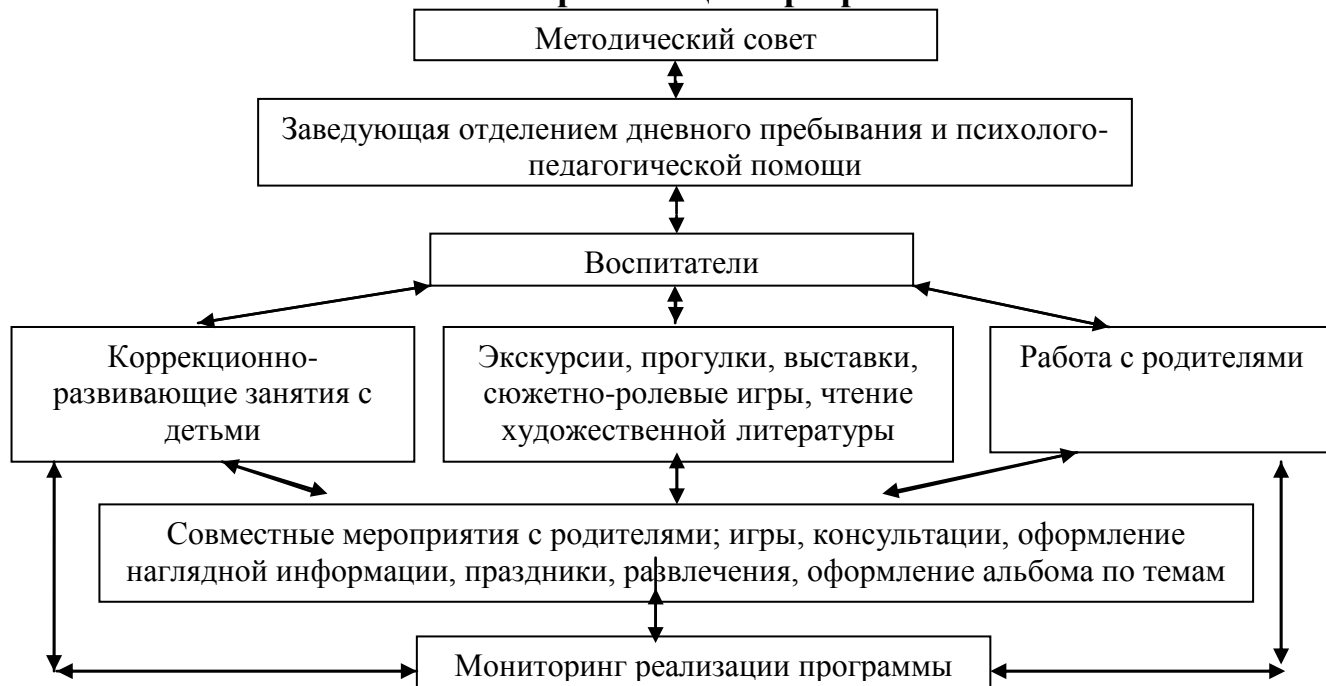 Методический совет
Заведующая отделением дневного пребывания и психолого-
педагогической помощи
Воспитатели
Коррекционно-
развивающие занятия с
детьми
Экскурсии, прогулки, выставки,
сюжетно-ролевые игры, чтение
художественной литературы
Работа с родителями
Совместные мероприятия с родителями; игры, консультации, оформление
наглядной информации, праздники, развлечения, оформление альбома по темам
Мониторинг реализации программы